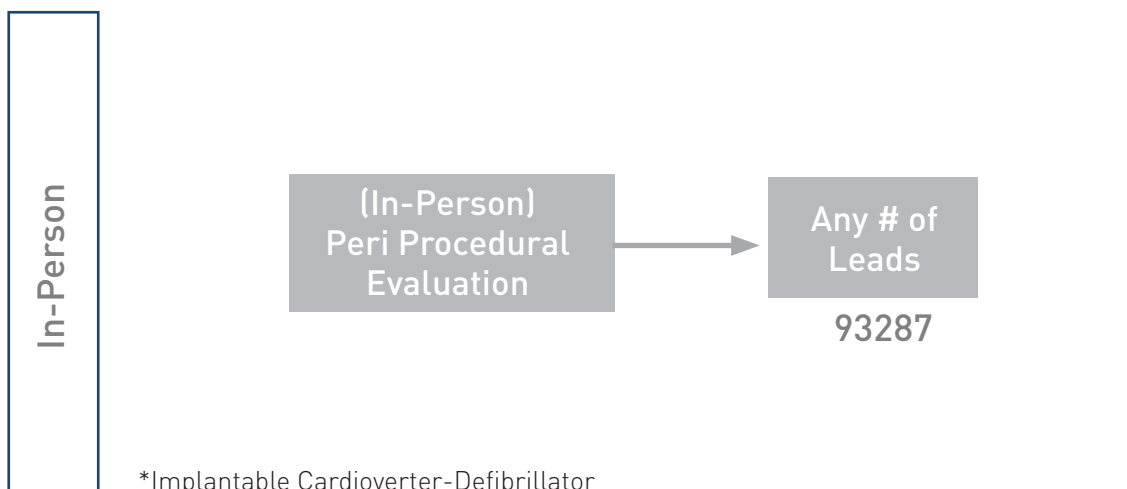 In-Person
(In-Person)
Peri Procedural
Evaluation
Any # of
Leads
93287
*Implantable Cardioverter-Defibrillator